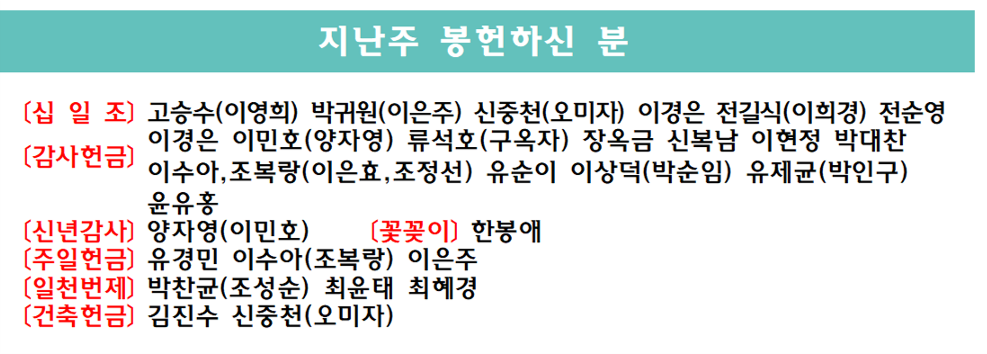 지난주 봉헌하신 분
[십 일 조] 고승수(이영희) 박귀원(이은주) 신중천(오미자) 이경은 전길식(이희경) 전순영
[감사헌금] 이경은 이민호(양자영) 류석호(구옥자) 장옥금 신복남 이현정 박대찬
이수아,조복랑(이은효,조정선) 유순이 이상덕(박순임) 유제균(박인구)
윤유홍
[신년감사] 양자영(이민호) [꽃꽂이] 한봉애
[주일헌금] 유경민 이수아(조복랑) 이은주
[일천번제] 박찬균(조성순) 최윤태 최혜경
[건축헌금] 김진수 신중천(오미자)